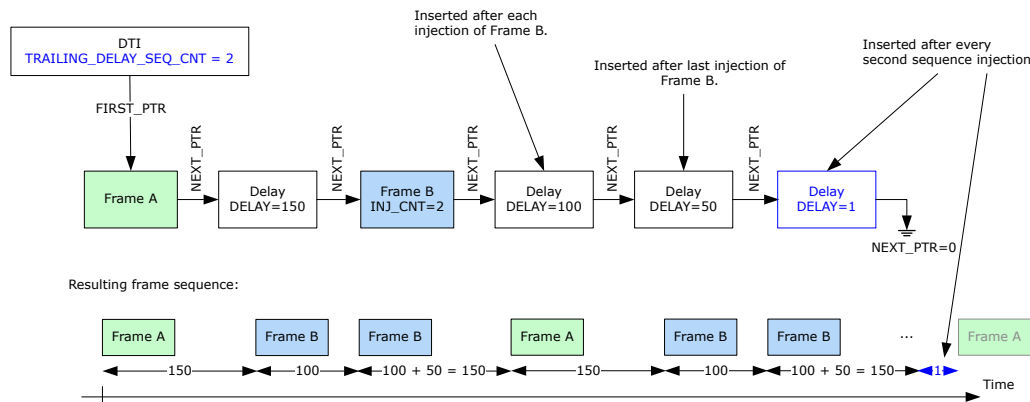 Inserted after each
injection of Frame B.
DTI
TRAILING_DELAY_SEQ_CNT = 2
Inserted after every
second sequence injection
Inserted after last injection of
Frame B.
FIRST_PTR
NEXT_PTR
NEXT_PTR
NEXT_PTR
NEXT_PTR
NEXT_PTR
Frame A
Delay
DELAY=150
Frame B
INJ_CNT=2
Delay
DELAY=100
Delay
DELAY=50
Delay
DELAY=1
NEXT_PTR=0
Resulting frame sequence:
Frame A
Frame B
Frame B
Frame A
Frame B
Frame B
...
Frame A
150
100
100 + 50 = 150
150
100
100 + 50 = 150
1
Time